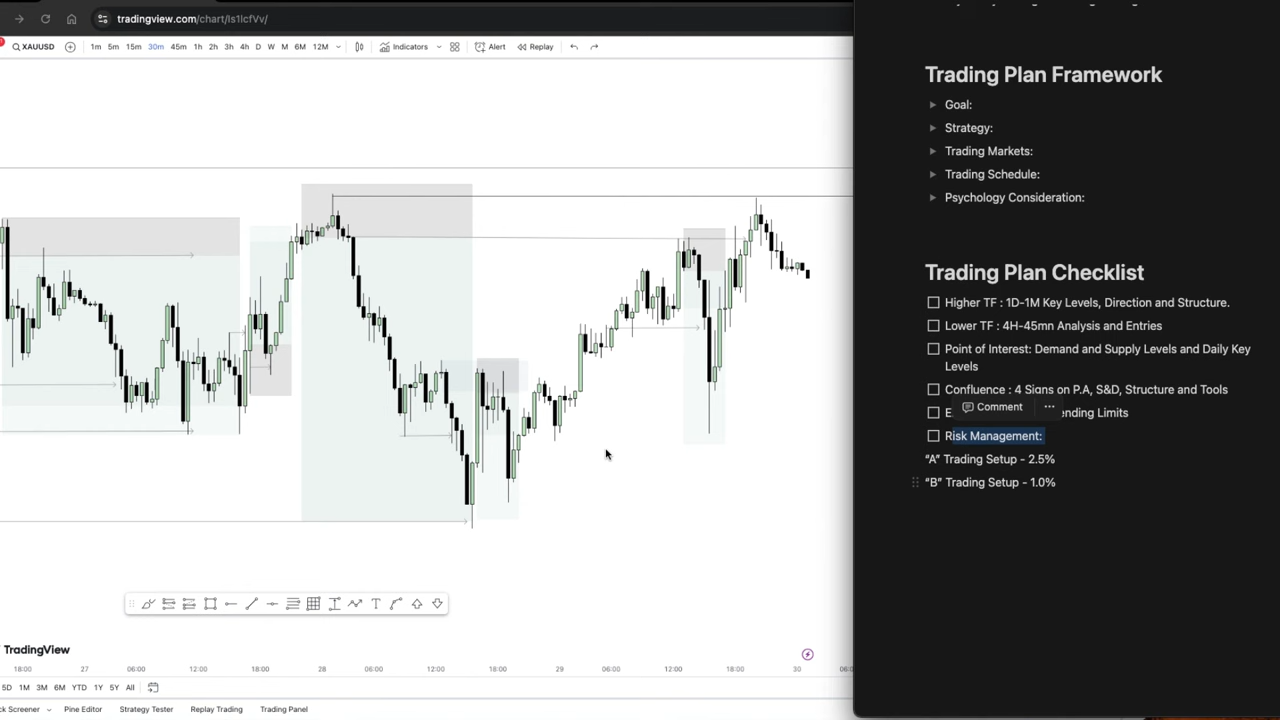 tradingview.com/chart/Is1IcfVv/
XAUUSD 1m 5m 15m 30m 45m 1h 2h 3h 4h D W M 6M 12M Indicators Alert Replay
Trading Plan Framework
Goal:
Strategy:
Trading Markets:
Trading Schedule:
Psychology Consideration:
Trading Plan Checklist
Higher TF : 1D-1M Key Levels, Direction and Structure.
Lower TF : 4H-45mn Analysis and Entries
Point of Interest: Demand and Supply Levels and Daily Key
Levels
Confluence : 4 Signs on P.A, S&D, Structure and Tools
Comment
Limits
Risk Management:
“A” Trading Setup - 2.5%
“B” Trading Setup - 1.0%
TradingView
18:00 27 06:00 12:00 18:00 28 06:00 12:00 18:00 29 06:00 12:00 18:00 30
5D 1M 3M 6M YTD 1Y 5Y All
Screener Pine Editor Strategy Tester Replay Trading Trading Panel